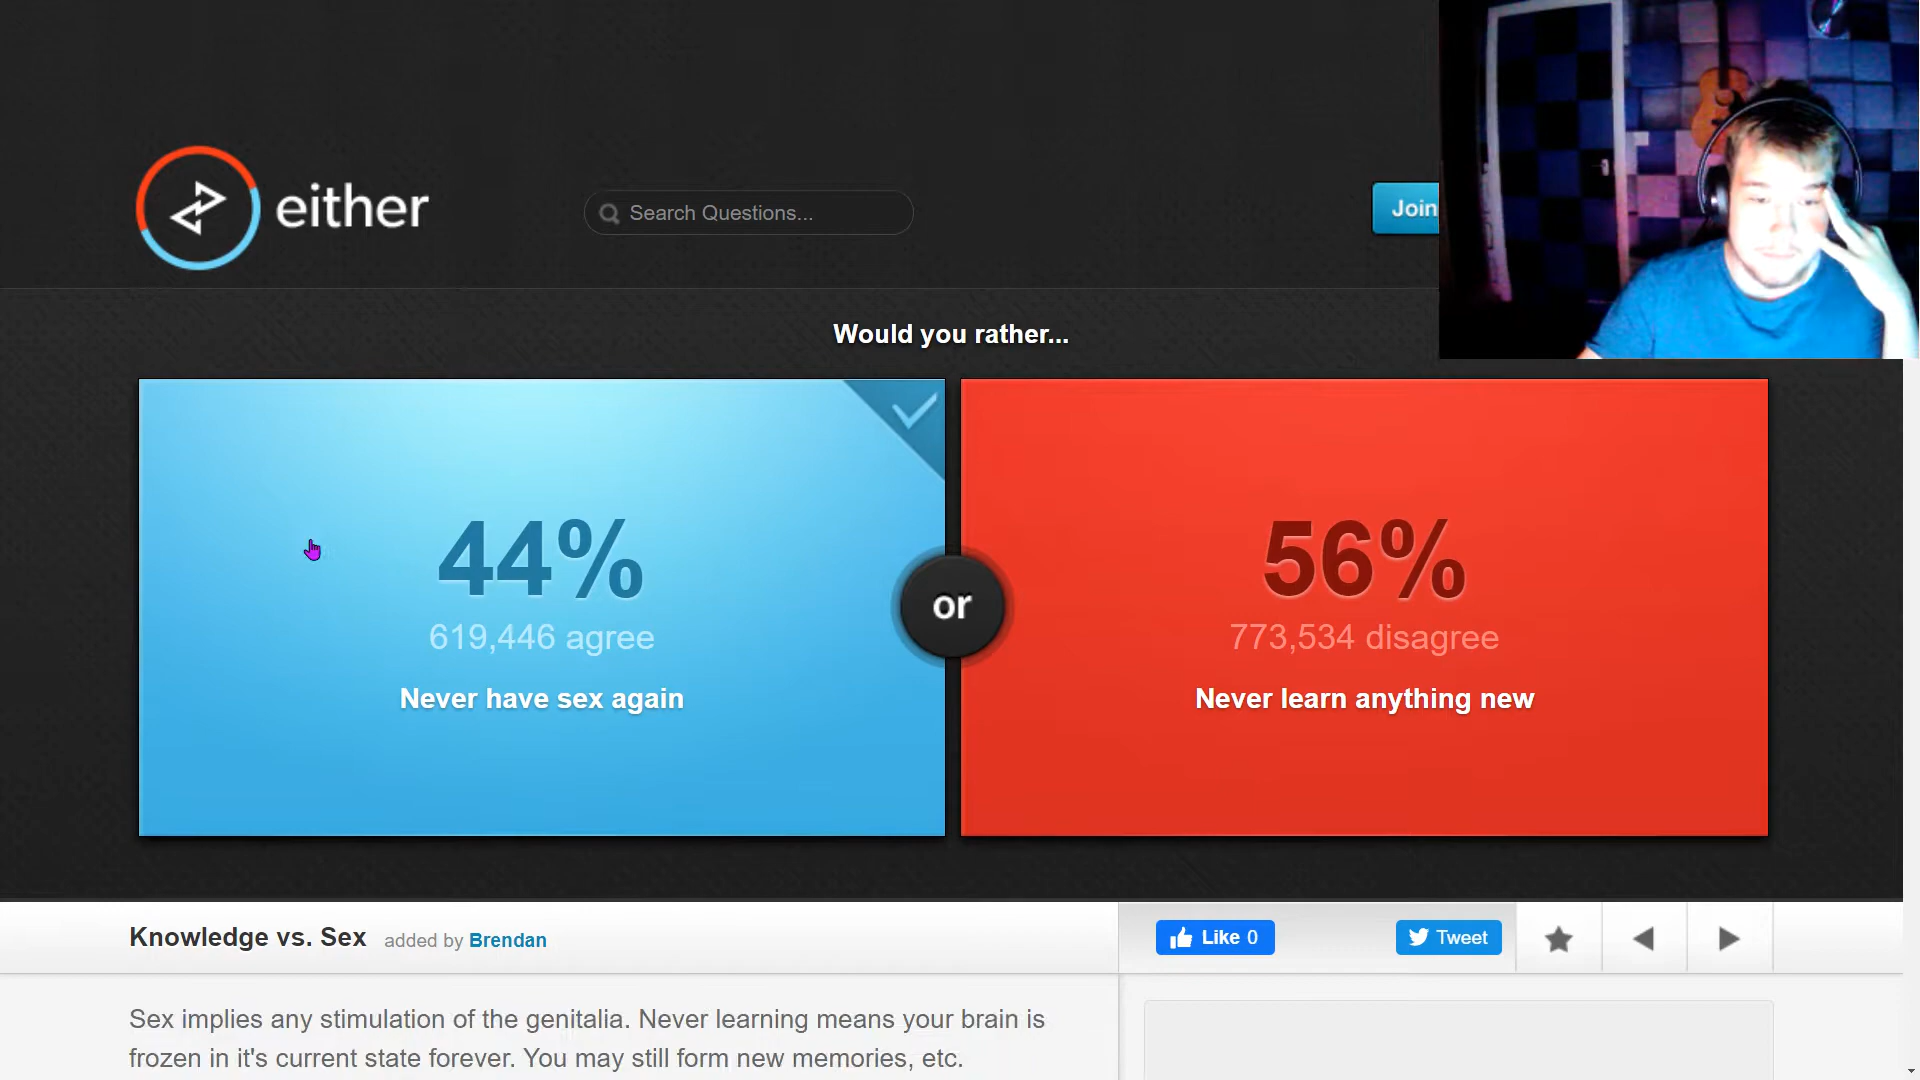 either
Search Questions...
Join
Would you rather...
44%
619,446 agree
Never have sex again
or
56%
773,534 disagree
Never learn anything new
Knowledge vs. Sex added by Brendan
Like 0
Tweet
Sex implies any stimulation of the genitalia. Never learning means your brain is
frozen in it's current state forever. You may still form new memories, etc.